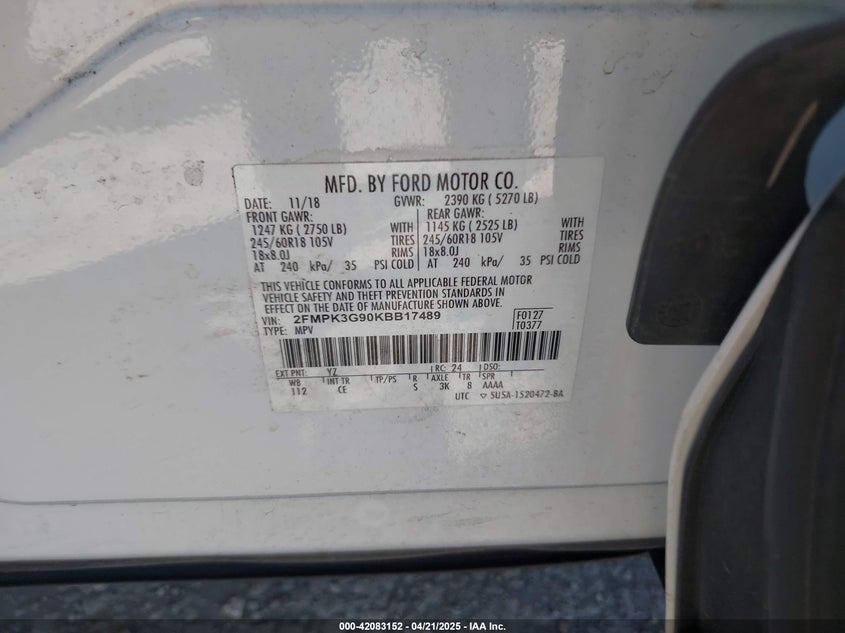 MFD. BY FORD MOTOR CO.
DATE: 11/18 GVWR: 2390 KG ( 5270 LB)
FRONT GAWR: REAR GAWR:
1247 KG ( 2750 LB) WITH 1145 KG ( 2525 LB) WITH
245/60R18 105V TIRES 245/60R18 105V TIRES
18x8.0J RIMS 18x8.0J RIMS
AT 240 kPa/ 35 PSI COLD AT 240 kPa/ 35 PSI COLD
THIS VEHICLE CONFORMS TO ALL APPLICABLE FEDERAL MOTOR
VEHICLE SAFETY AND THEFT PREVENTION STANDARDS IN
EFFECT ON THE DATE OF MANUFACTURE SHOWN ABOVE.
VIN: 2FMPK3G90KBB17489 F0127
TYPE: MPV T0377
EXT PNT: YZ RC: 24 DSO:
WB INT TR TP/PS R AXLE TR SPR
112 CE S 3K 8 AAAA
UTC ▽ 5U5A-1520472-BA
000-42083152 / 04/21/2025 / IAA Inc.